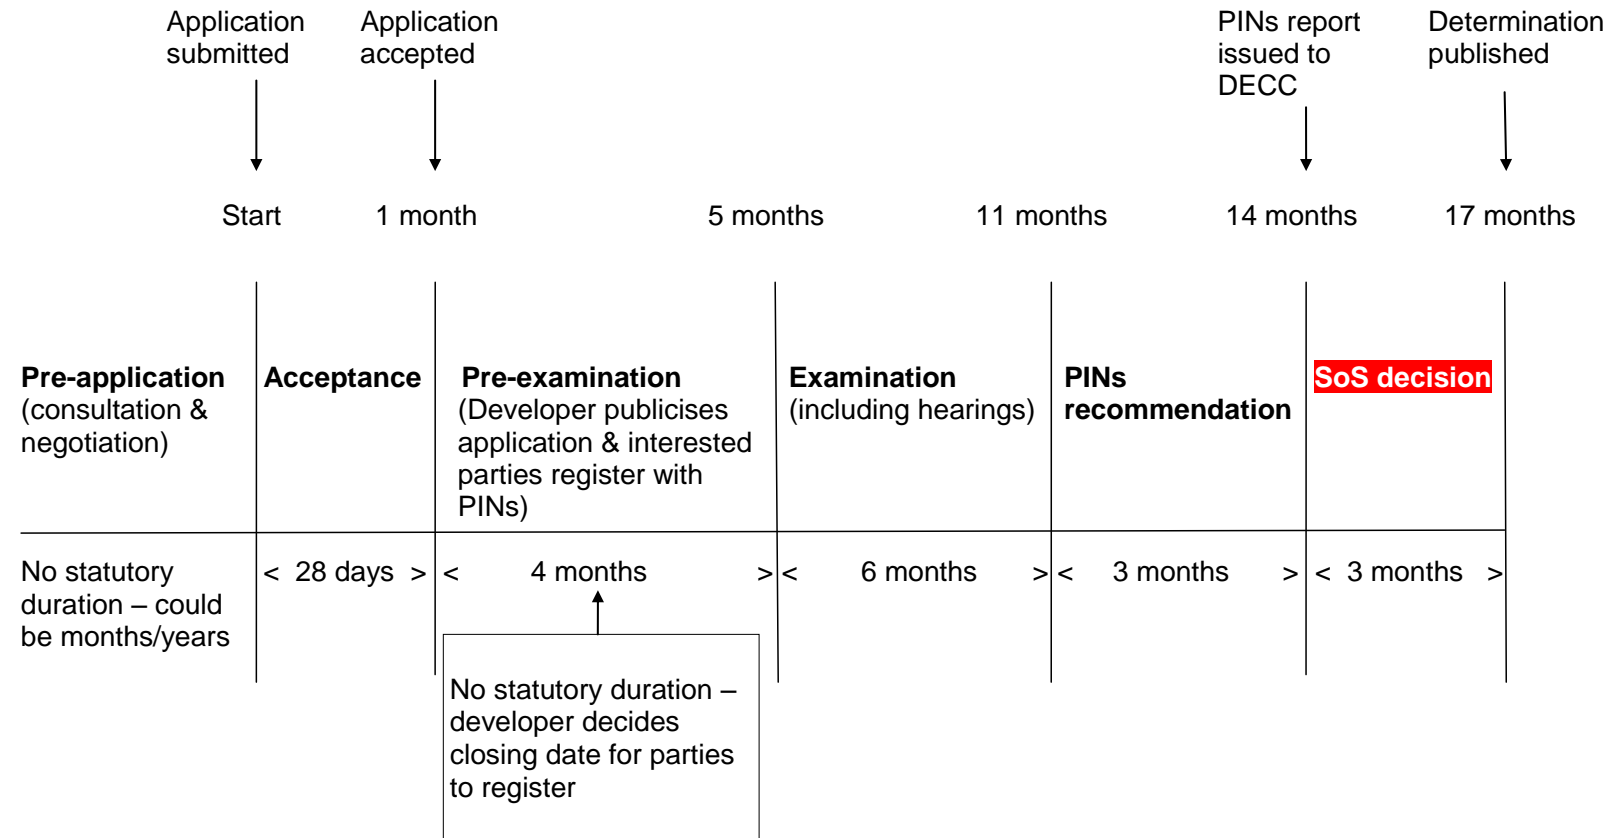 Application
submitted
Application
accepted
PINs report
issued to
DECC
Determination
published
Start
1 month
5 months
11 months
14 months
17 months
Pre-application
(consultation &
negotiation)
Acceptance
Pre-examination
(Developer publicises
application & interested
parties register with
PINs)
Examination
(including hearings)
PINs
recommendation
SoS decision
No statutory
duration – could
be months/years
< 28 days >
< 4 months >
< 6 months >
< 3 months >
< 3 months >
No statutory duration –
developer decides
closing date for parties
to register